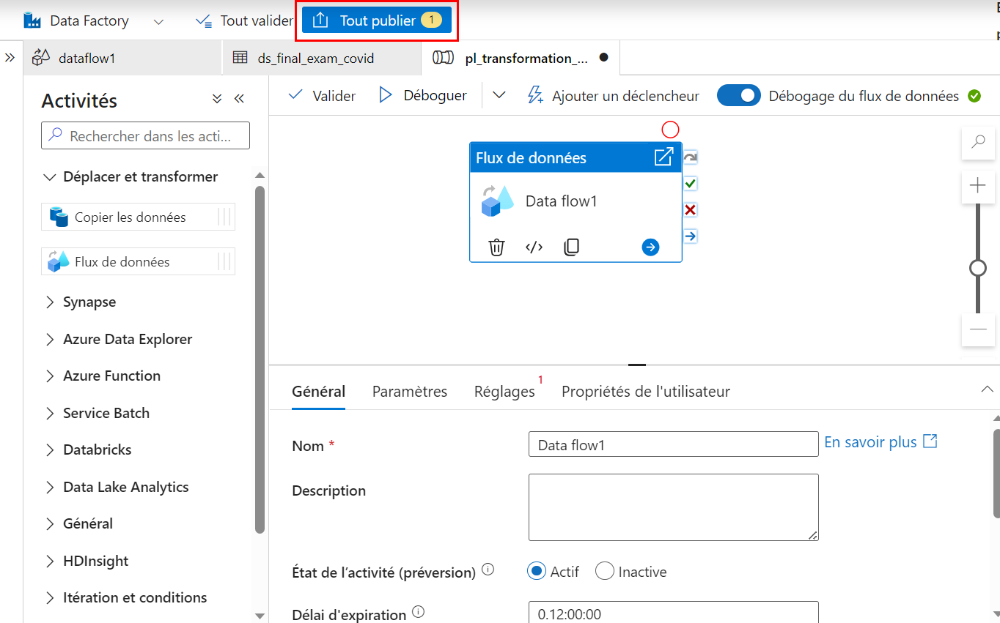 Data Factory
Tout valider
Tout publier 1
dataflow1
ds_final_exam_covid
pl_transformation_...
Activités
Rechercher dans les acti...
Déplacer et transformer
Copier les données
Flux de données
Synapse
Azure Data Explorer
Azure Function
Service Batch
Databricks
Data Lake Analytics
Général
HDInsight
Itération et conditions
Valider
Déboguer
Ajouter un déclencheur
Débogage du flux de données
Flux de données
Data flow1
Général
Paramètres
Réglages 1
Propriétés de l'utilisateur
Nom *
Data flow1
En savoir plus
Description
État de l’activité (préversion)
Actif
Inactive
Délai d'expiration
0.12:00:00